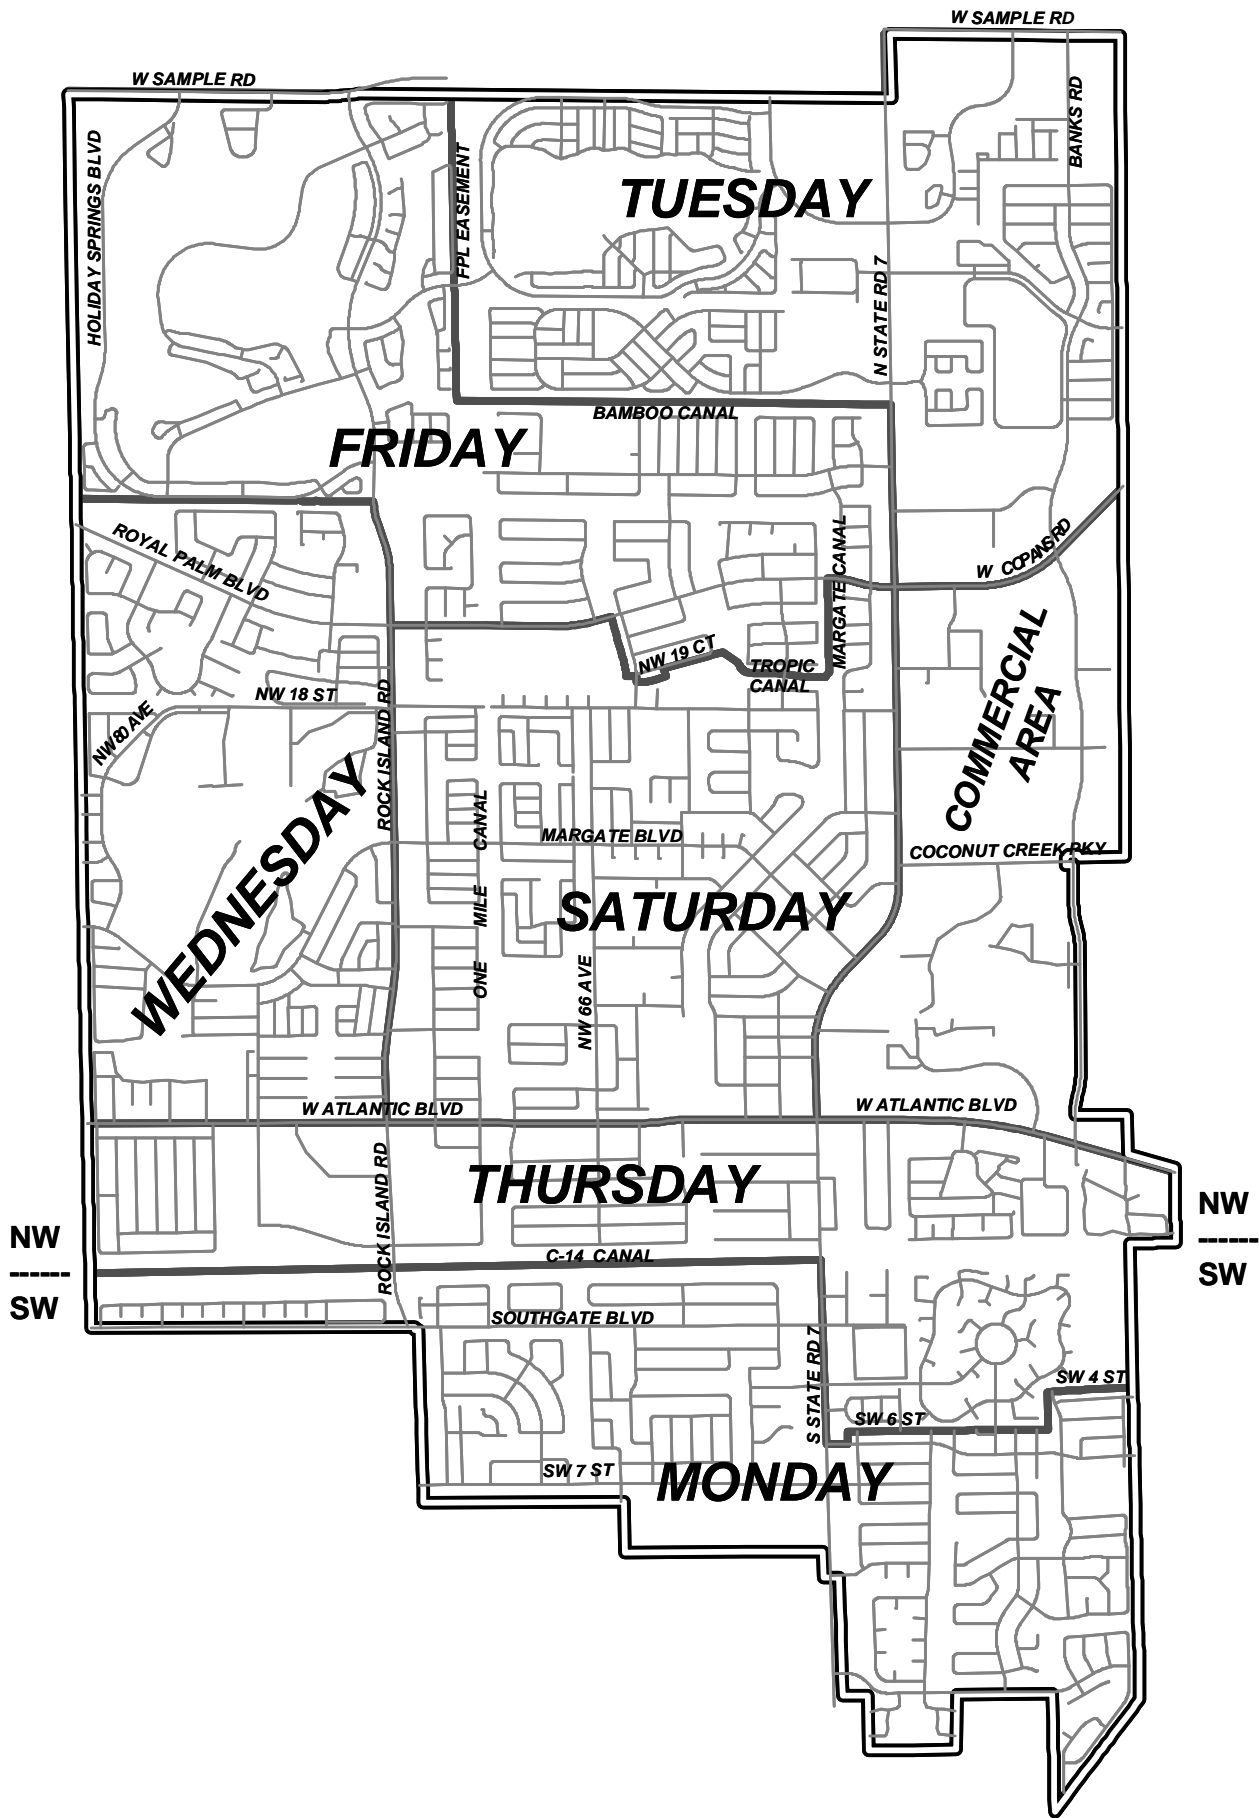 W SAMPLE RD
W SAMPLE RD
HOLIDAY SPRINGS BLVD
FPL EASEMENT
BANKS RD
TUESDAY
N STATE RD 7
BAMBOO CANAL
FRIDAY
ROYAL PALM BLVD
MARGATE CANAL
W COPANS RD
NW 19 CT
TROPIC
CANAL
NW 18 ST
NW 80 AVE
ROCK ISLAND RD
COMMERCIAL
AREA
WEDNESDAY
ONE MILE CANAL
MARGATE BLVD
COCONUT CREEK PKY
SATURDAY
NW 66 AVE
W ATLANTIC BLVD
W ATLANTIC BLVD
THURSDAY
ROCK ISLAND RD
NW
------
SW
NW
------
SW
C-14 CANAL
SOUTHGATE BLVD
S STATE RD 7
SW 4 ST
SW 6 ST
SW 7 ST
MONDAY